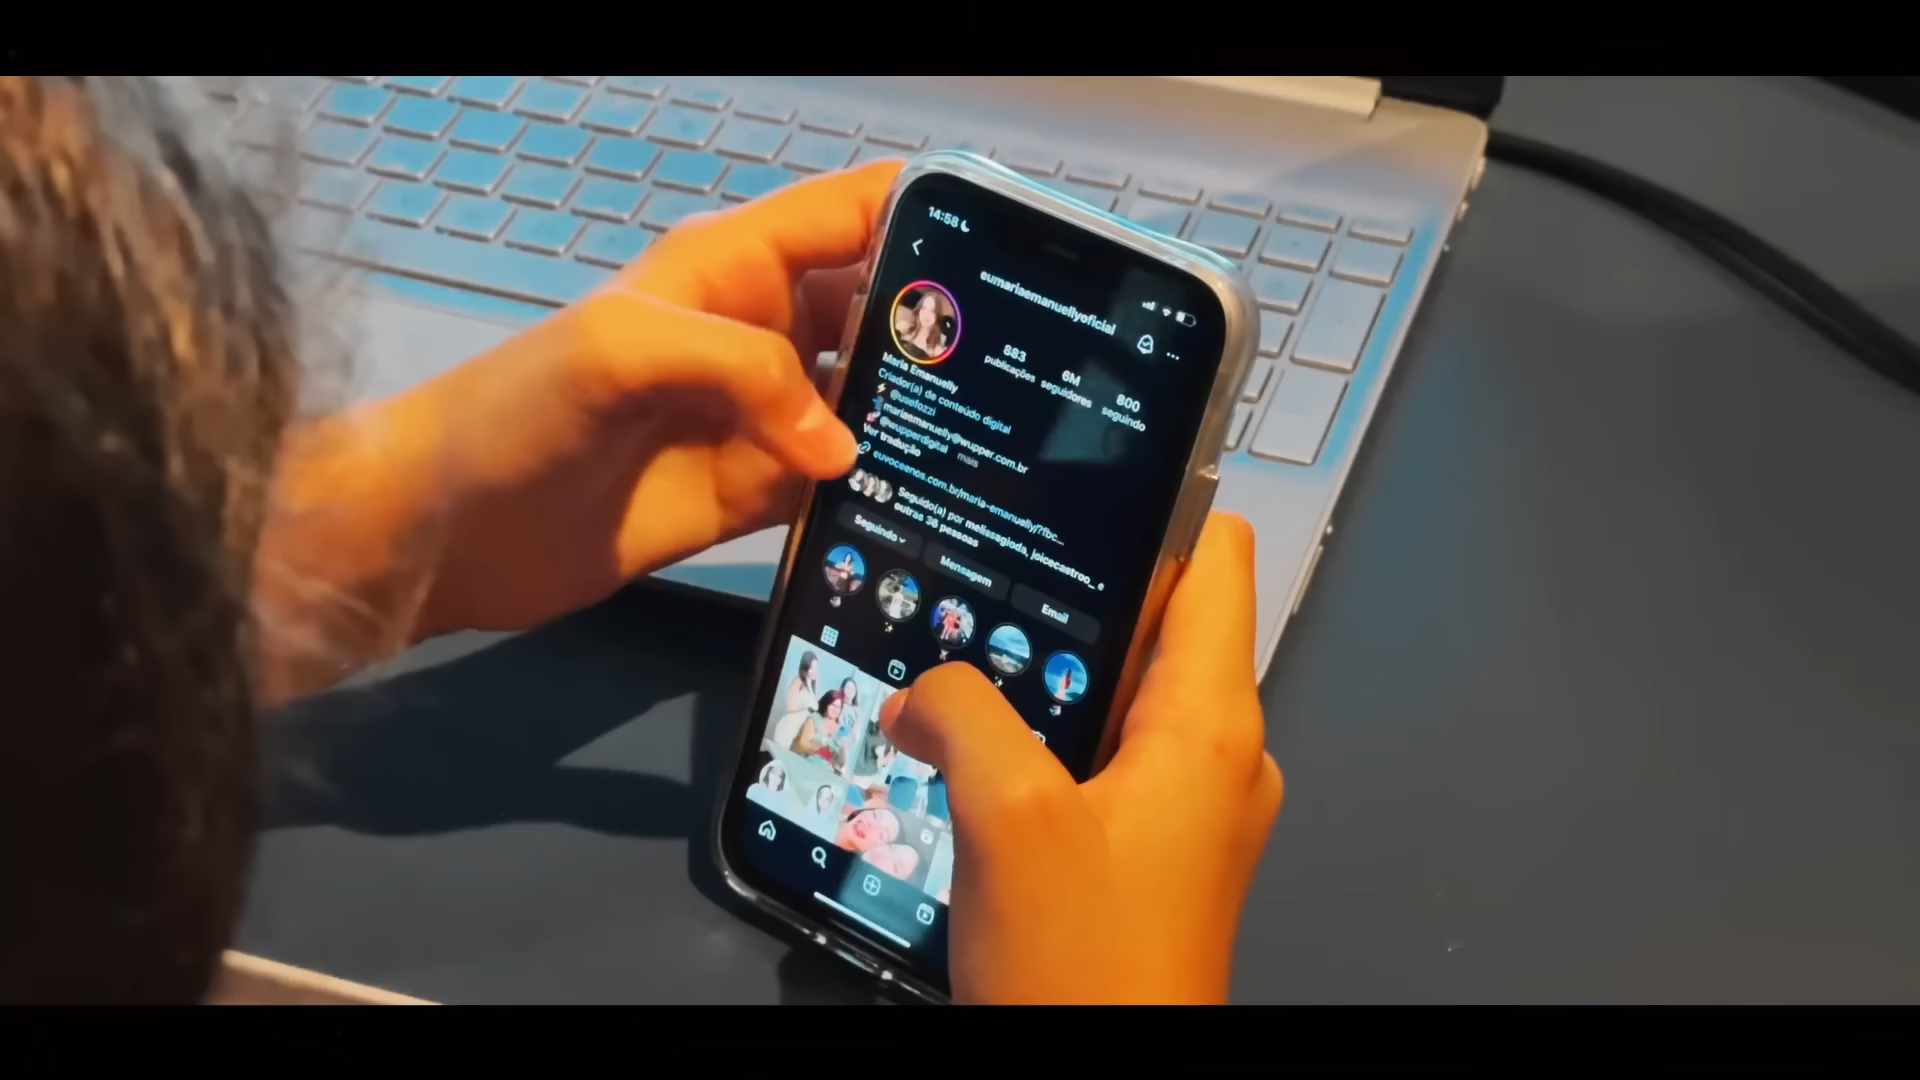 14:58
eumariaemanuellyoficial
883 6M 800
publicações seguidores seguindo
Maria Emanuelly
Criador(a) de conteúdo digital
@usefozzi
mariaemanuelly@wupper.com.br
@wupperdigital mais
Ver tradução
euvoceenos.com.br/maria-emanuelly/?fbc...
Seguido(a) por melissagioda, joicecastroo_ e
outras 36 pessoas
Seguindo Mensagem Email